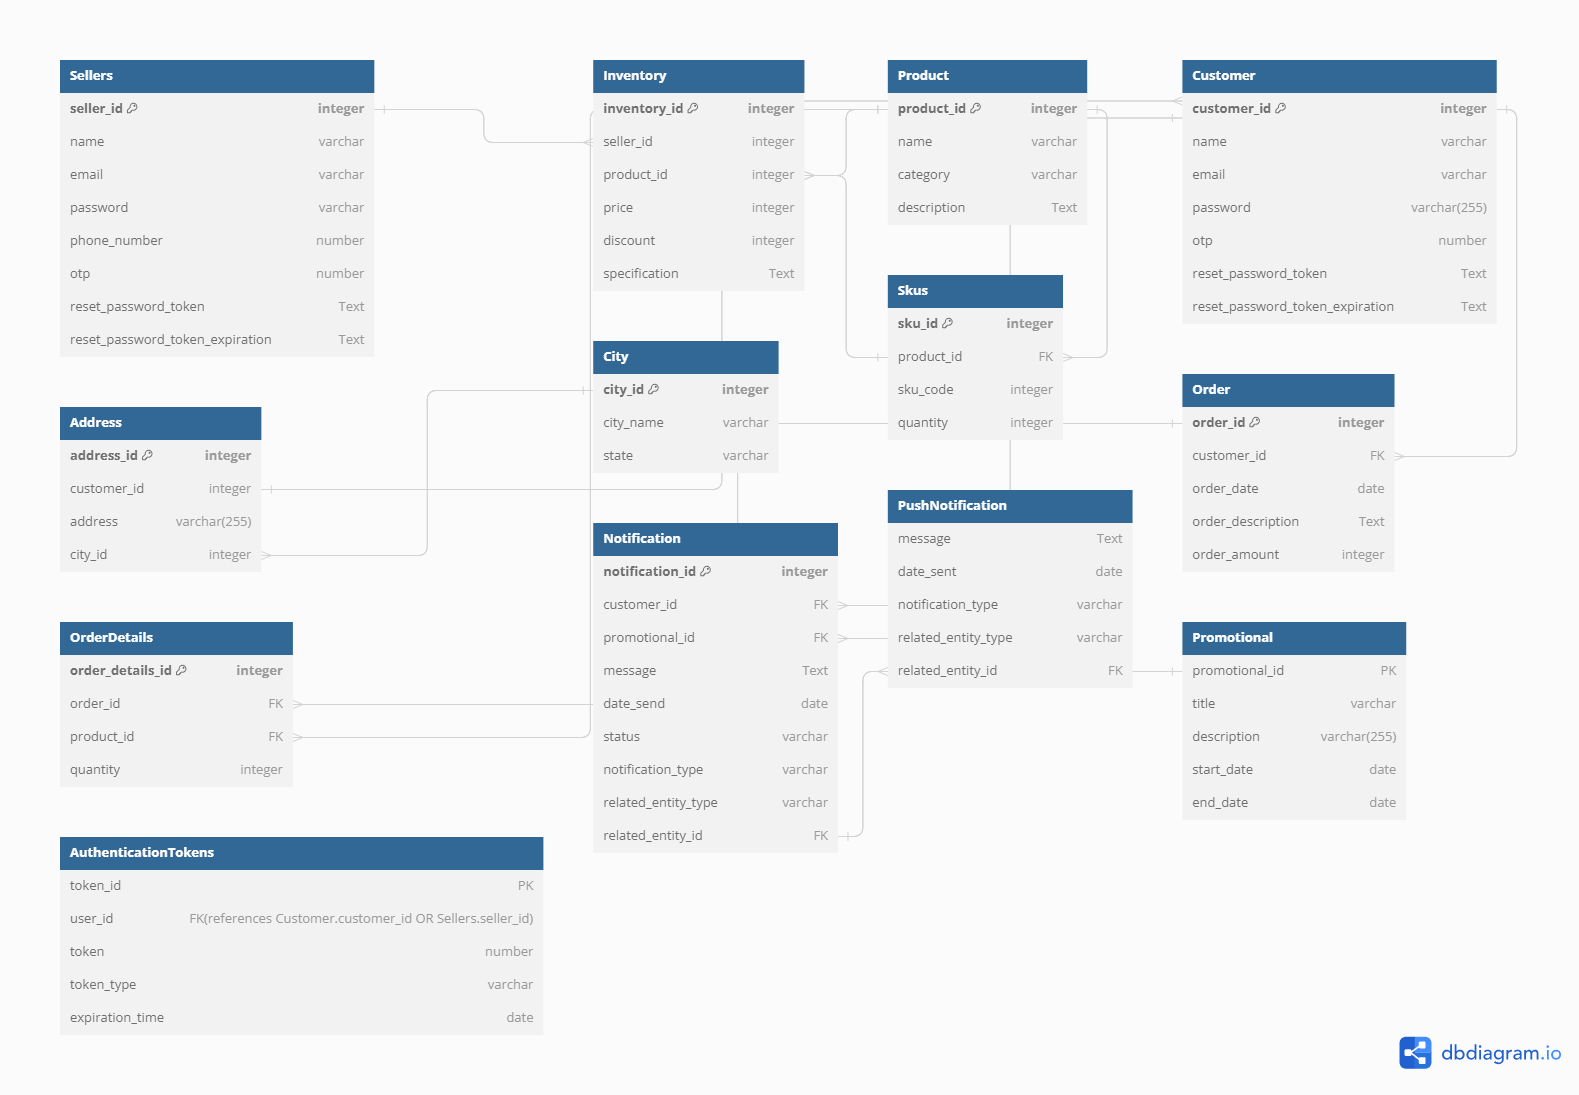 Sellers
seller_id integer
name varchar
email varchar
password varchar
phone_number number
otp number
reset_password_token Text
reset_password_token_expiration Text
Inventory
inventory_id integer
seller_id integer
product_id integer
price integer
discount integer
specification Text
Product
product_id integer
name varchar
category varchar
description Text
Customer
customer_id integer
name varchar
email varchar
password varchar(255)
otp number
reset_password_token Text
reset_password_token_expiration Text
Skus
sku_id integer
product_id FK
sku_code integer
quantity integer
City
city_id integer
city_name varchar
state varchar
Order
order_id integer
customer_id FK
order_date date
order_description Text
order_amount integer
Address
address_id integer
customer_id integer
address varchar(255)
city_id integer
PushNotification
message Text
date_sent date
notification_type varchar
related_entity_type varchar
related_entity_id FK
Notification
notification_id integer
customer_id FK
promotional_id FK
message Text
date_send date
status varchar
notification_type varchar
related_entity_type varchar
related_entity_id FK
OrderDetails
order_details_id integer
order_id FK
product_id FK
quantity integer
Promotional
promotional_id PK
title varchar
description varchar(255)
start_date date
end_date date
AuthenticationTokens
token_id PK
user_id FK(references Customer.customer_id OR Sellers.seller_id)
token number
token_type varchar
expiration_time date
dbdiagram.io